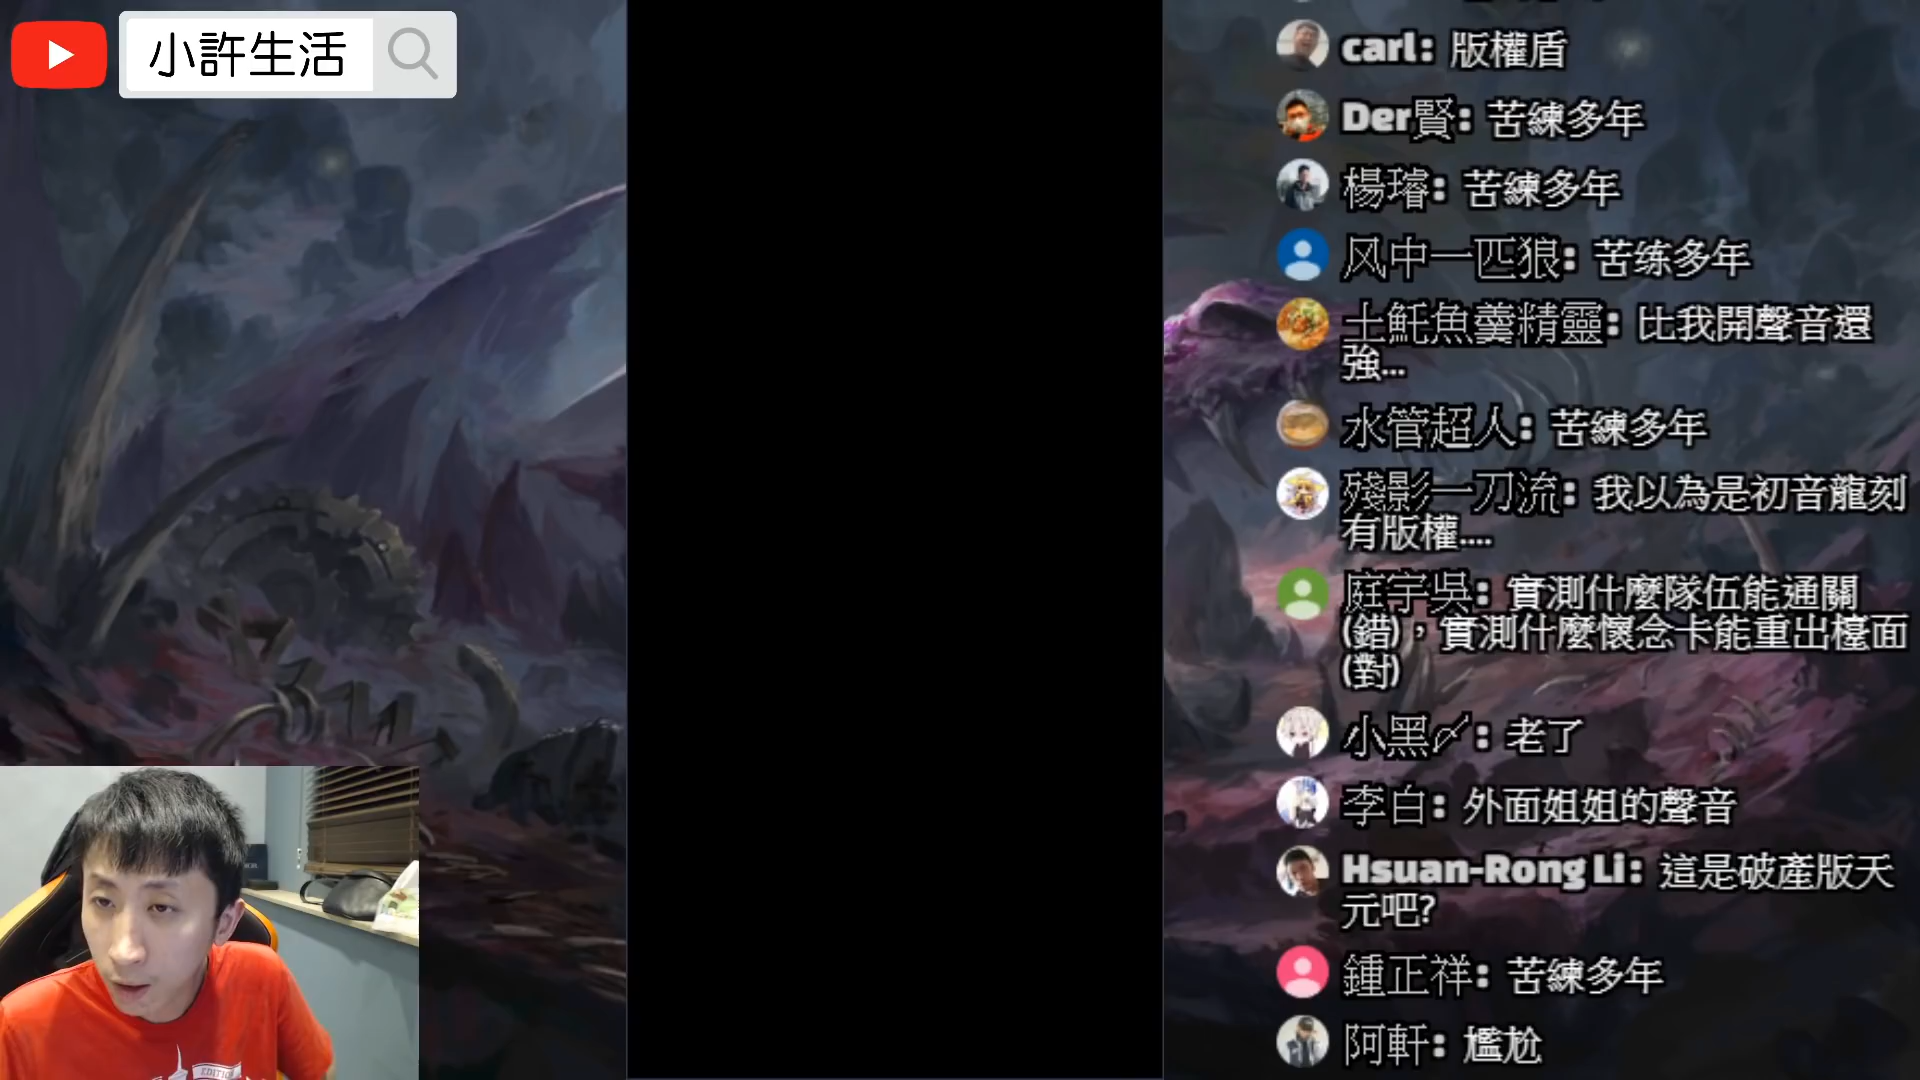 小許生活
carl: 版權盾
Der賢: 苦練多年
楊璿: 苦練多年
风中一匹狼: 苦练多年
土魠魚羹精靈: 比我開聲音還
強...
水管超人: 苦練多年
殘影一刀流: 我以為是初音龍刻
有版權....
庭宇吳: 實測什麼隊伍能通關
(錯)，實測什麼懷念卡能重出檯面
(對)
小黑〆: 老了
李白: 外面姐姐的聲音
Hsuan-Rong Li: 這是破產版天
元吧?
鍾正祥: 苦練多年
阿軒: 尷尬
EDITION